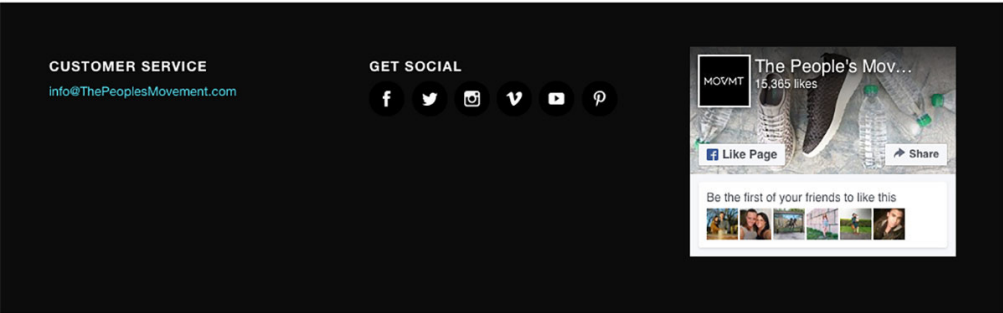 CUSTOMER SERVICE
info@ThePeoplesMovement.com
GET SOCIAL
MOVMT
The People's Mov...
15,365 likes
Like Page
Share
Be the first of your friends to like this